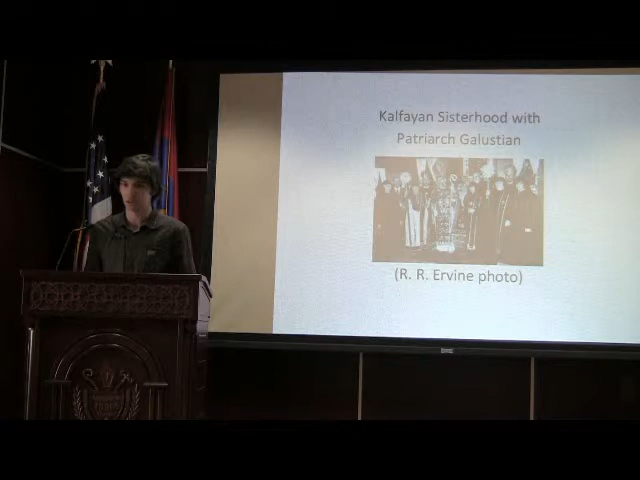 Kalfayan Sisterhood with
Patriarch Galustian
(R. R. Ervine photo)